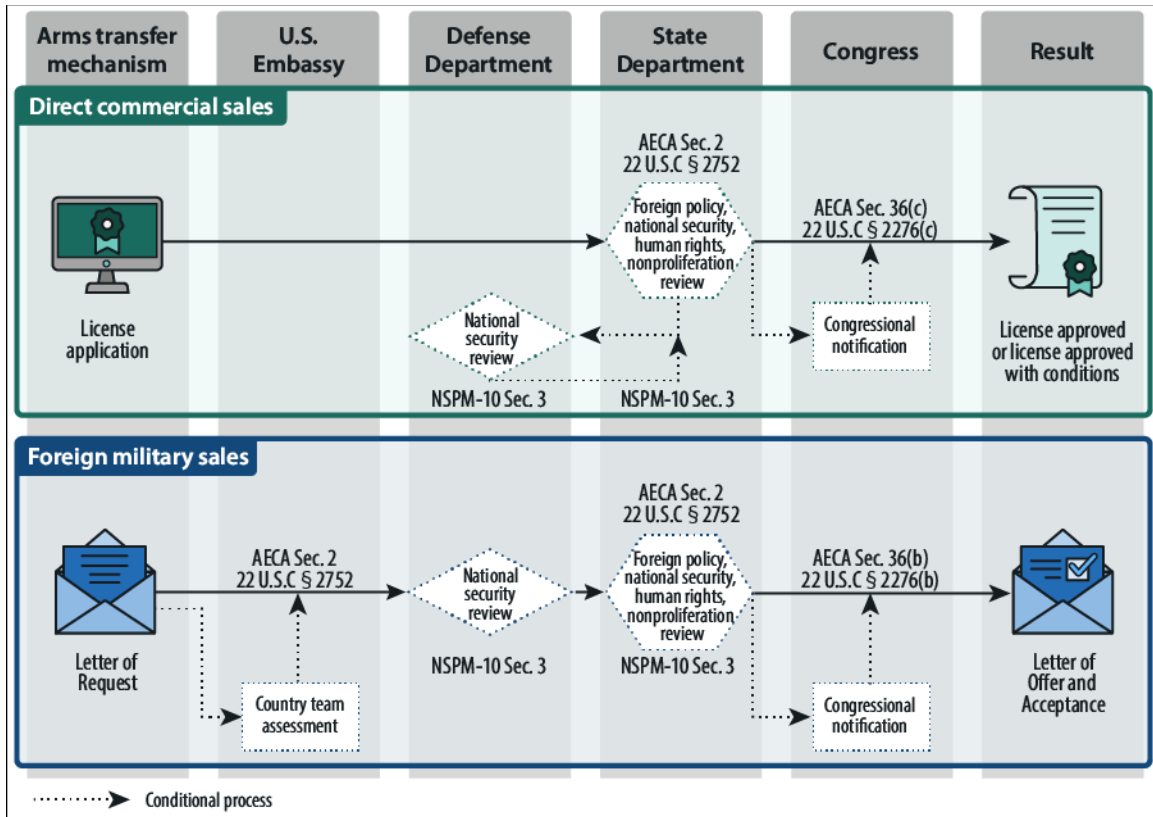 Arms transfer
mechanism
U.S.
Embassy
Defense
Department
State
Department
Congress
Result
Direct commercial sales
AECA Sec. 2
22 U.S.C § 2752
Foreign policy,
national security,
human rights,
nonproliferation
review
AECA Sec. 36(c)
22 U.S.C § 2276(c)
License
application
National
security
review
Congressional
notification
License approved
or license approved
with conditions
NSPM-10 Sec. 3
NSPM-10 Sec. 3
Foreign military sales
AECA Sec. 2
22 U.S.C § 2752
AECA Sec. 2
22 U.S.C § 2752
National
security
review
Foreign policy,
national security,
human rights,
nonproliferation
review
AECA Sec. 36(b)
22 U.S.C § 2276(b)
Letter of
Request
NSPM-10 Sec. 3
NSPM-10 Sec. 3
Letter of
Offer and
Acceptance
Country team
assessment
Congressional
notification
Conditional process